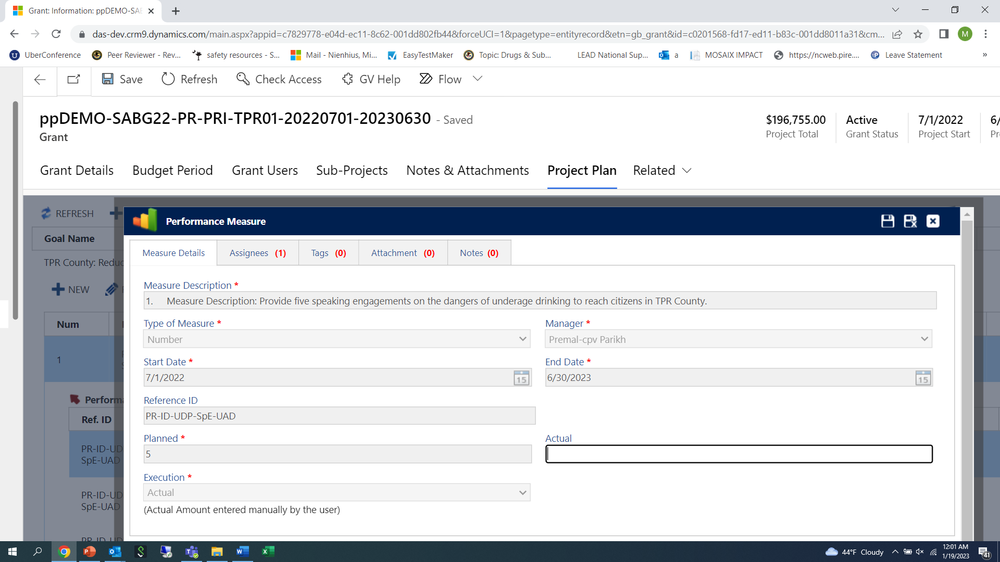 Grant: Information: ppDEMO-SAB
das-dev.crm9.dynamics.com/main.aspx?appid=c7829778-e04d-ec11-8c62-001dd802fb44&forceUCI=1&pagetype=entityrecord&etn=gb_grant&id=c0201568-fd17-ed11-b83c-001dd8011a31&cm...
M
UberConference
Peer Reviewer - Rev...
safety resources - S...
Mail - Nienhius, Mi...
EasyTestMaker
Topic: Drugs & Sub...
LEAD National Sup...
a
MOSAIX IMPACT
https://ncweb.pire....
Leave Statement
»
Save
Refresh
Check Access
GV Help
Flow
ppDEMO-SABG22-PR-PRI-TPR01-20220701-20230630 - Saved
Grant
$196,755.00
Project Total
Active
Grant Status
7/1/2022
Project Start
6/
Pr
Grant Details
Budget Period
Grant Users
Sub-Projects
Notes & Attachments
Project Plan
Related
REFRESH
Goal Name
TPR County: Reduc
NEW
Num
1
Performa
Ref. ID
PR-ID-UD
SpE-UAD
PR-ID-UD
SpE-UAD
PR-ID-UD
Performance Measure
Measure Details
Assignees (1)
Tags (0)
Attachment (0)
Notes (0)
Measure Description *
1. Measure Description: Provide five speaking engagements on the dangers of underage drinking to reach citizens in TPR County.
Type of Measure *
Number
Manager *
Premal-cpv Parikh
Start Date *
7/1/2022
15
End Date *
6/30/2023
15
Reference ID
PR-ID-UDP-SpE-UAD
Planned *
5
Actual
Execution *
Actual
(Actual Amount entered manually by the user)
44°F Cloudy
12:01 AM
1/19/2023
41